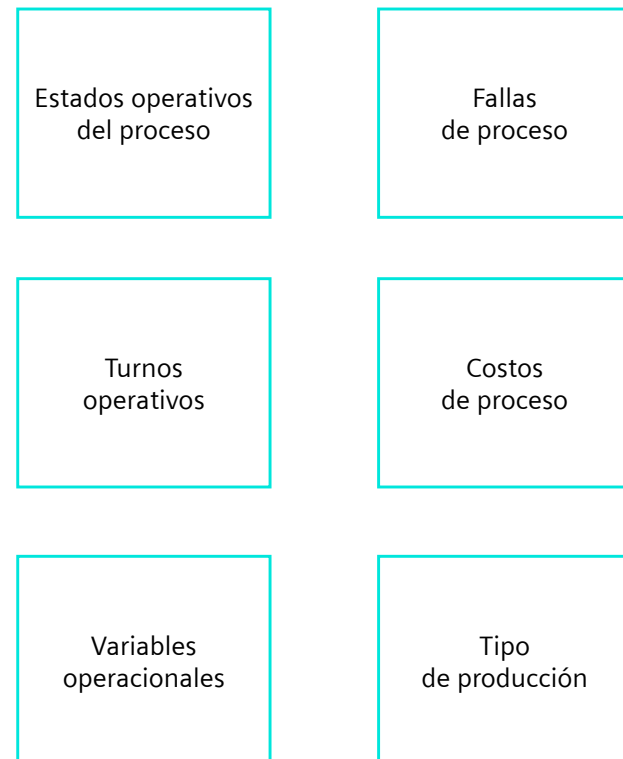 Estados operativos
del proceso
Fallas
de proceso
Turnos
operativos
Costos
de proceso
Variables
operacionales
Tipo
de producción